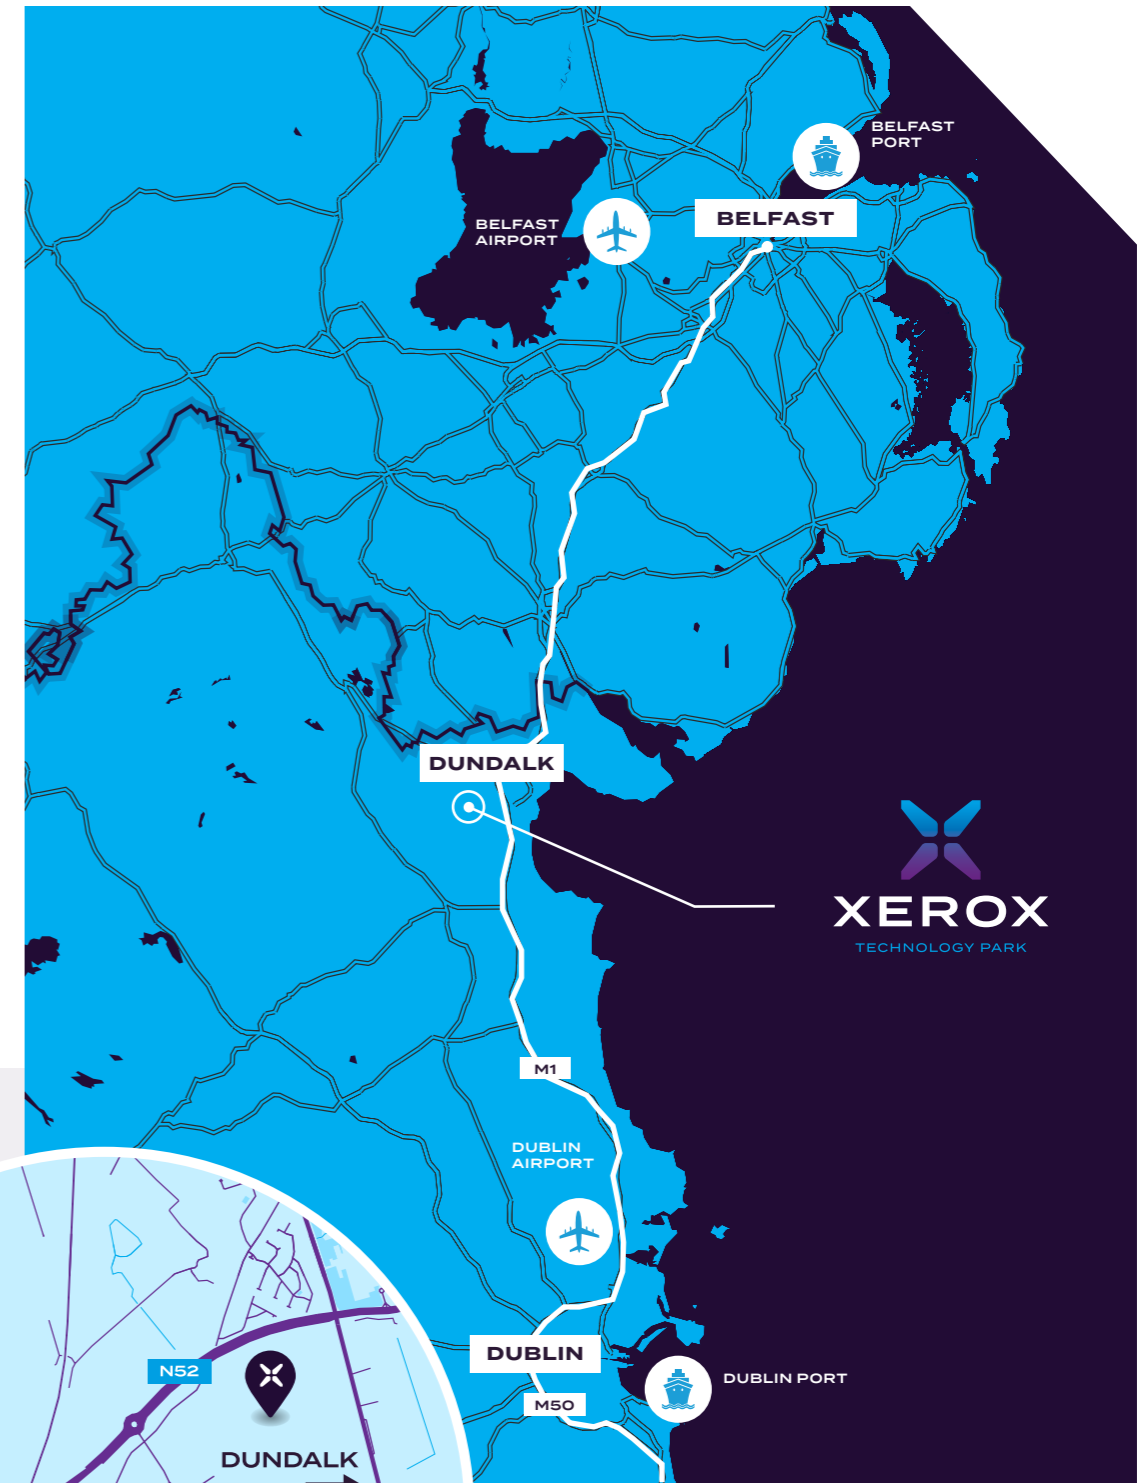 BELFAST
PORT
BELFAST
BELFAST
AIRPORT
DUNDALK
XEROX
TECHNOLOGY PARK
M1
DUBLIN
AIRPORT
DUBLIN
DUBLIN PORT
M50
N52
DUNDALK